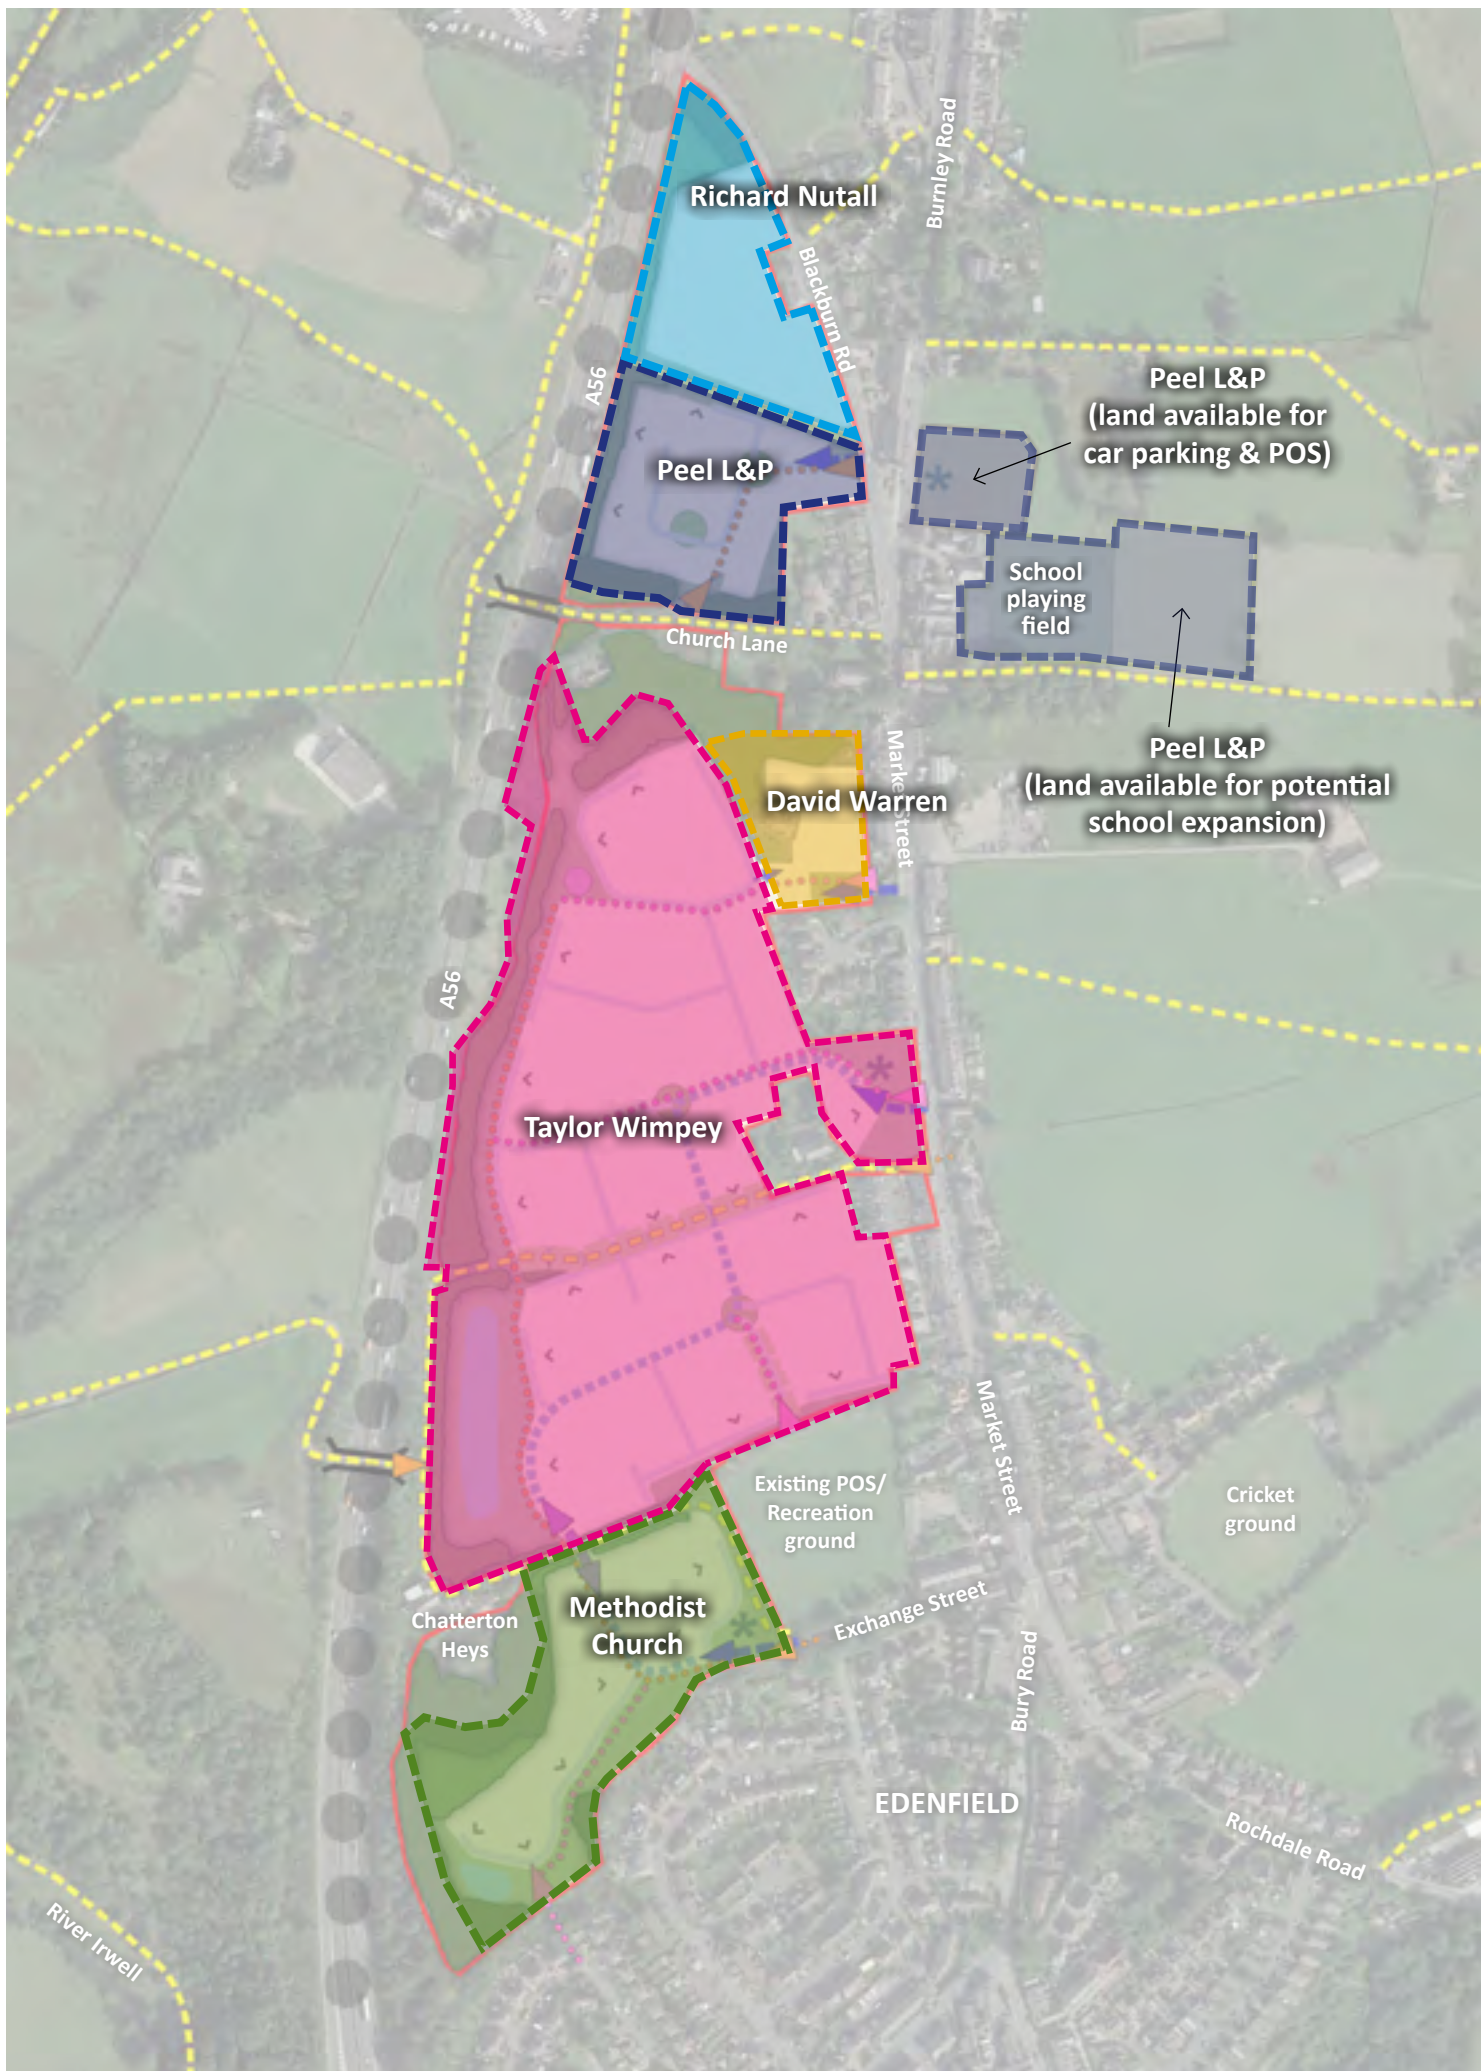 Burnley Road
Richard Nutall
Blackburn Rd
A56
Peel L&P
(land available for
car parking & POS)
Peel L&P
School
playing
field
Church Lane
Market Street
Peel L&P
(land available for potential
school expansion)
David Warren
A56
Taylor Wimpey
Market Street
Existing POS/
Recreation
ground
Cricket
ground
Methodist
Church
Exchange Street
Chatterton
Heys
Bury Road
EDENFIELD
Rochdale Road
River Irwell